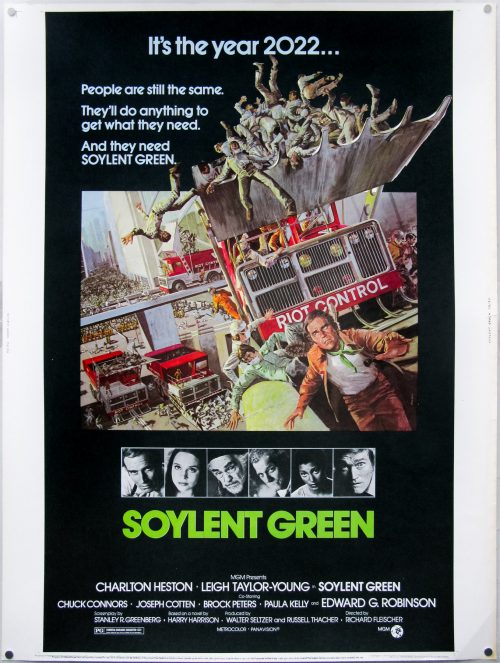 It's the year 2022...
People are still the same.
They'll do anything to
get what they need.
And they need
SOYLENT GREEN.
RIOT CONTROL
SOYLENT GREEN
MGM Presents
CHARLTON HESTON · LEIGH TAYLOR-YOUNG in SOYLENT GREEN
Co-Starring
CHUCK CONNORS · JOSEPH COTTEN · BROCK PETERS · PAULA KELLY and EDWARD G. ROBINSON
Screenplay by Based on a novel by Produced by Directed by
STANLEY R. GREENBERG · HARRY HARRISON · WALTER SELTZER and RUSSELL THACHER · RICHARD FLEISCHER
PG METROCOLOR · PANAVISION® MGM